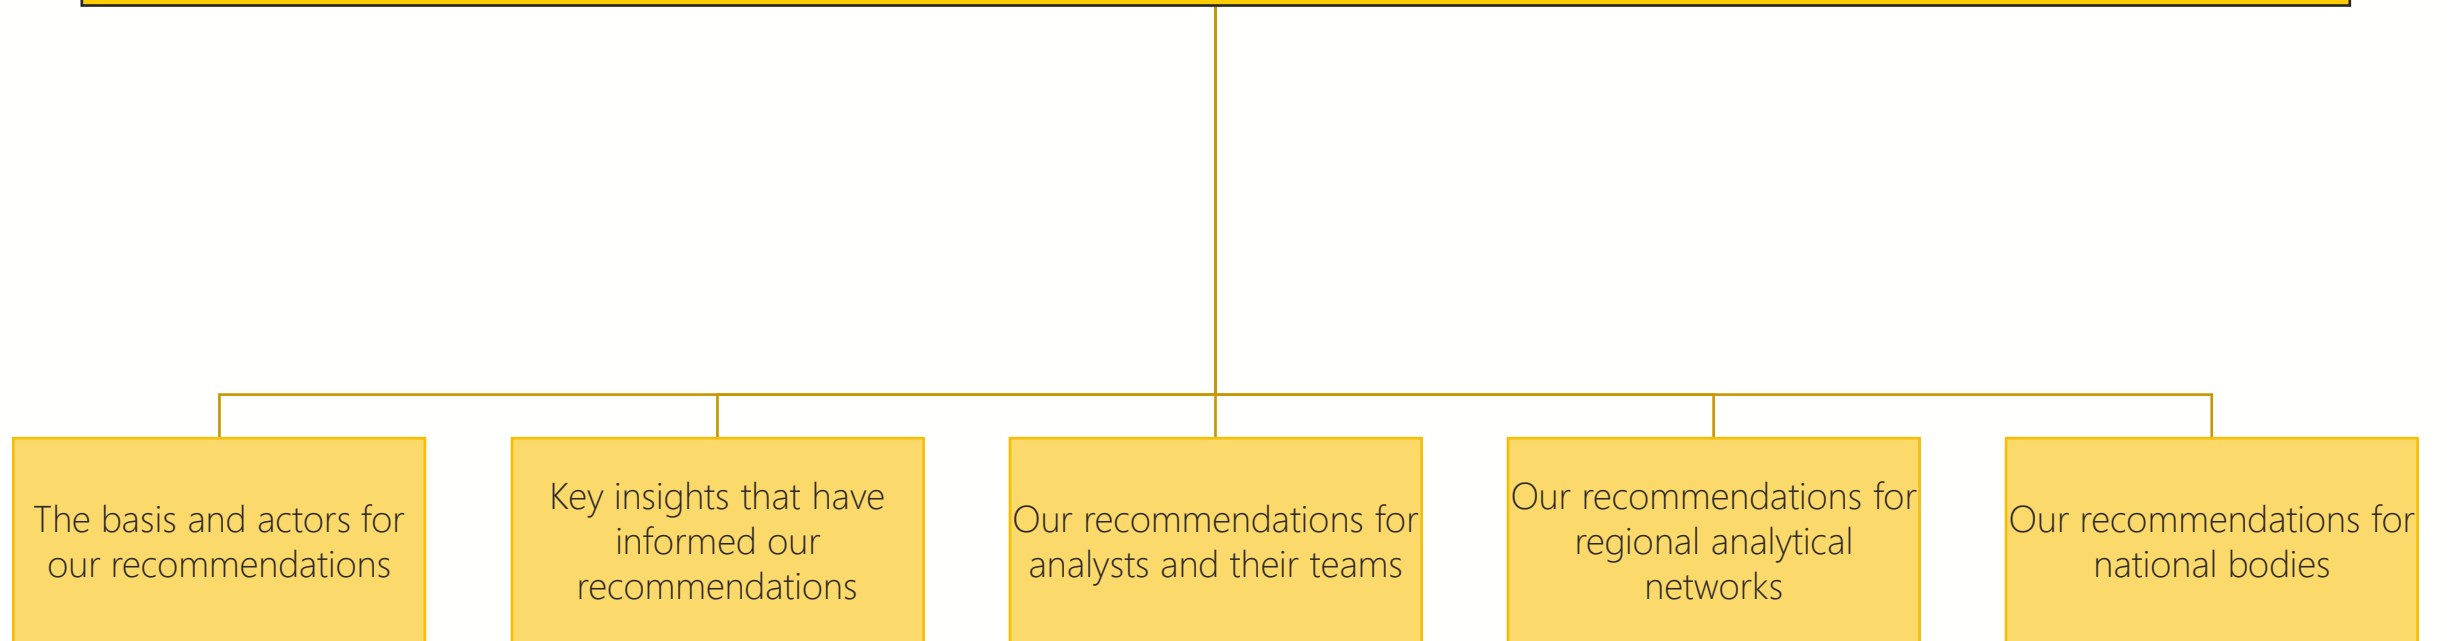 The basis and actors for
our recommendations
Key insights that have
informed our
recommendations
Our recommendations for
analysts and their teams
Our recommendations for
regional analytical
networks
Our recommendations for
national bodies